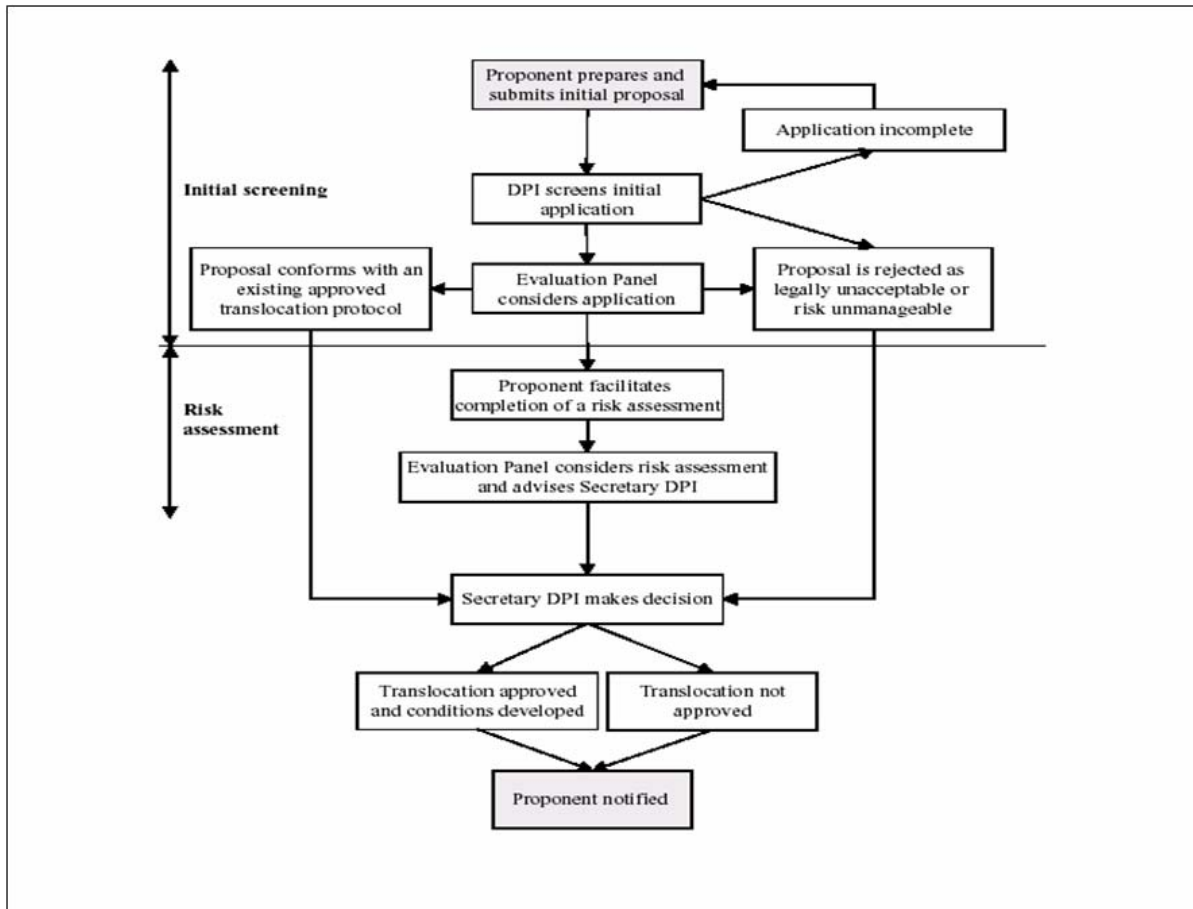 Proponent prepares and
submits initial proposal
Application incomplete
Initial screening
DPI screens initial
application
Proposal conforms with an
existing approved
translocation protocol
Evaluation Panel
considers application
Proposal is rejected as
legally unacceptable or
risk unmanageable
Proponent facilitates
completion of a risk assessment
Risk
assessment
Evaluation Panel considers risk assessment
and advises Secretary DPI
Secretary DPI makes decision
Translocation approved
and conditions developed
Translocation not
approved
Proponent notified